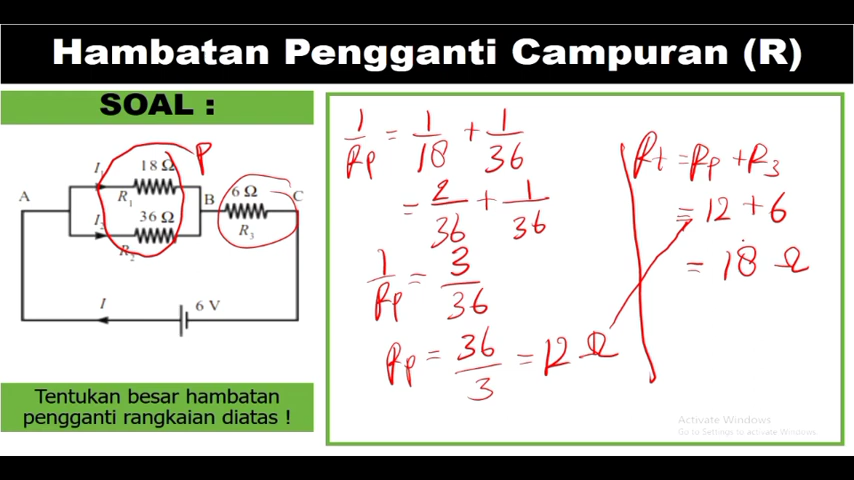 Hambatan Pengganti Campuran (R)
SOAL :
P
I₁
18 Ω
R₁
A
B
6 Ω
C
I₂
36 Ω
R₃
R₂
I
6 V
Tentukan besar hambatan
pengganti rangkaian diatas !
1/Rp = 1/18 + 1/36
= 2/36 + 1/36
1/Rp = 3/36
Rp = 36/3 = 12 Ω
Rt = Rp + R3
= 12 + 6
= 18 Ω
Activate Windows
Go to Settings to activate Windows.